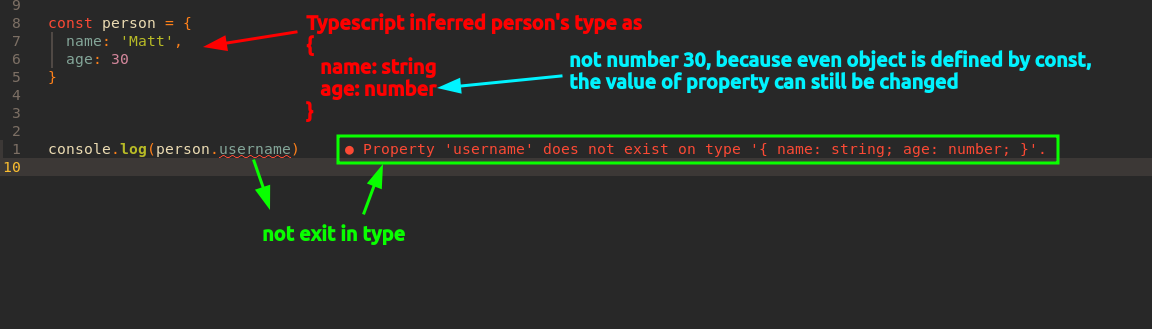 9
8 const person = { Typescript inferred person's type as
7 name: 'Matt', {
6 age: 30 name: string not number 30, because even object is defined by const,
5 } age: number the value of property can still be changed
4 }
3
2
1 console.log(person.username) ● Property 'username' does not exist on type '{ name: string; age: number; }'.
10
not exit in type